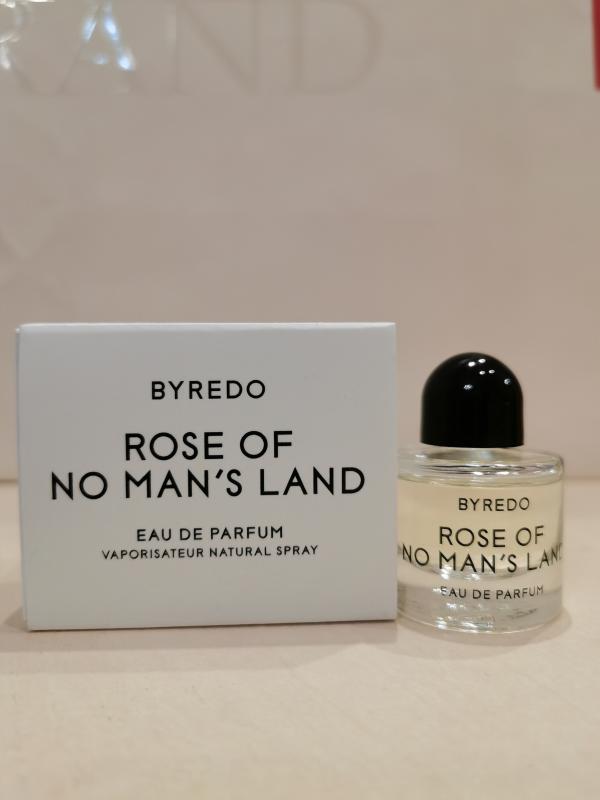 RAND
BYREDO
ROSE OF
NO MAN'S LAND
EAU DE PARFUM
VAPORISATEUR NATURAL SPRAY
BYREDO
ROSE OF
NO MAN'S LAND
EAU DE PARFUM